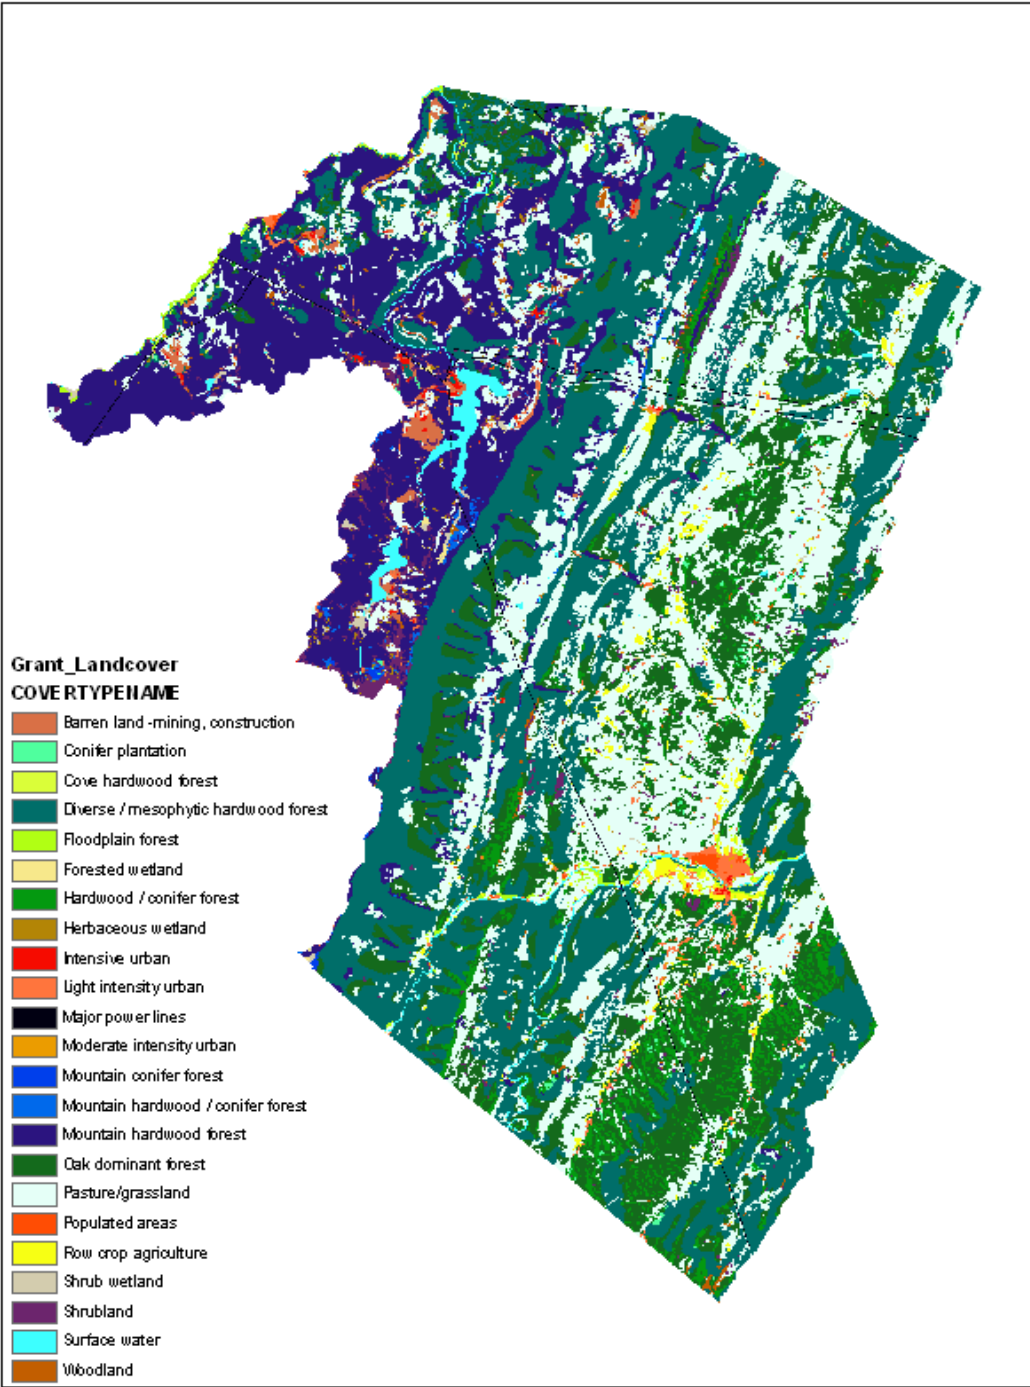 Grant_Landcover
COVERTYPENAME
Barren land -mining, construction
Conifer plantation
Cove hardwood forest
Diverse / mesophytic hardwood forest
Floodplain forest
Forested wetland
Hardwood / conifer forest
Herbaceous wetland
Intensive urban
Light intensity urban
Major power lines
Moderate intensity urban
Mountain conifer forest
Mountain hardwood / conifer forest
Mountain hardwood forest
Oak dominant forest
Pasture/grassland
Populated areas
Row crop agriculture
Shrub wetland
Shrubland
Surface water
Woodland